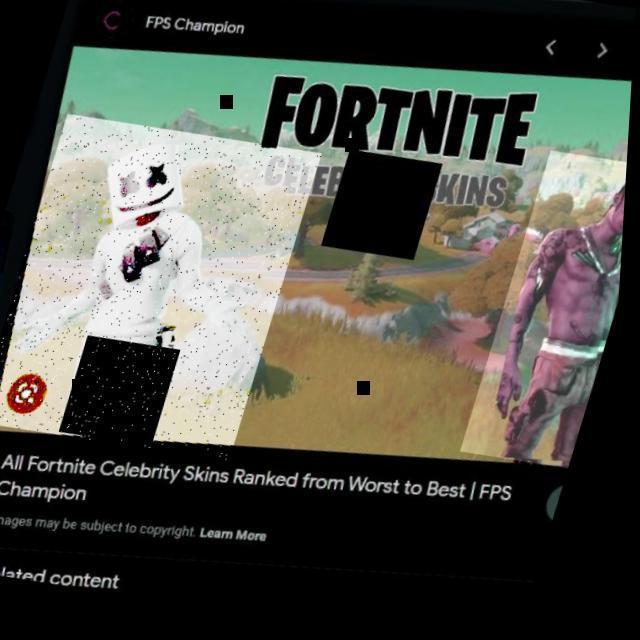 FPS Champion
FORTNITE
SKINS
All Fortnite Celebrity Skins Ranked from Worst to Best | FPS
Champion
may be subject to copyright. Learn More
content